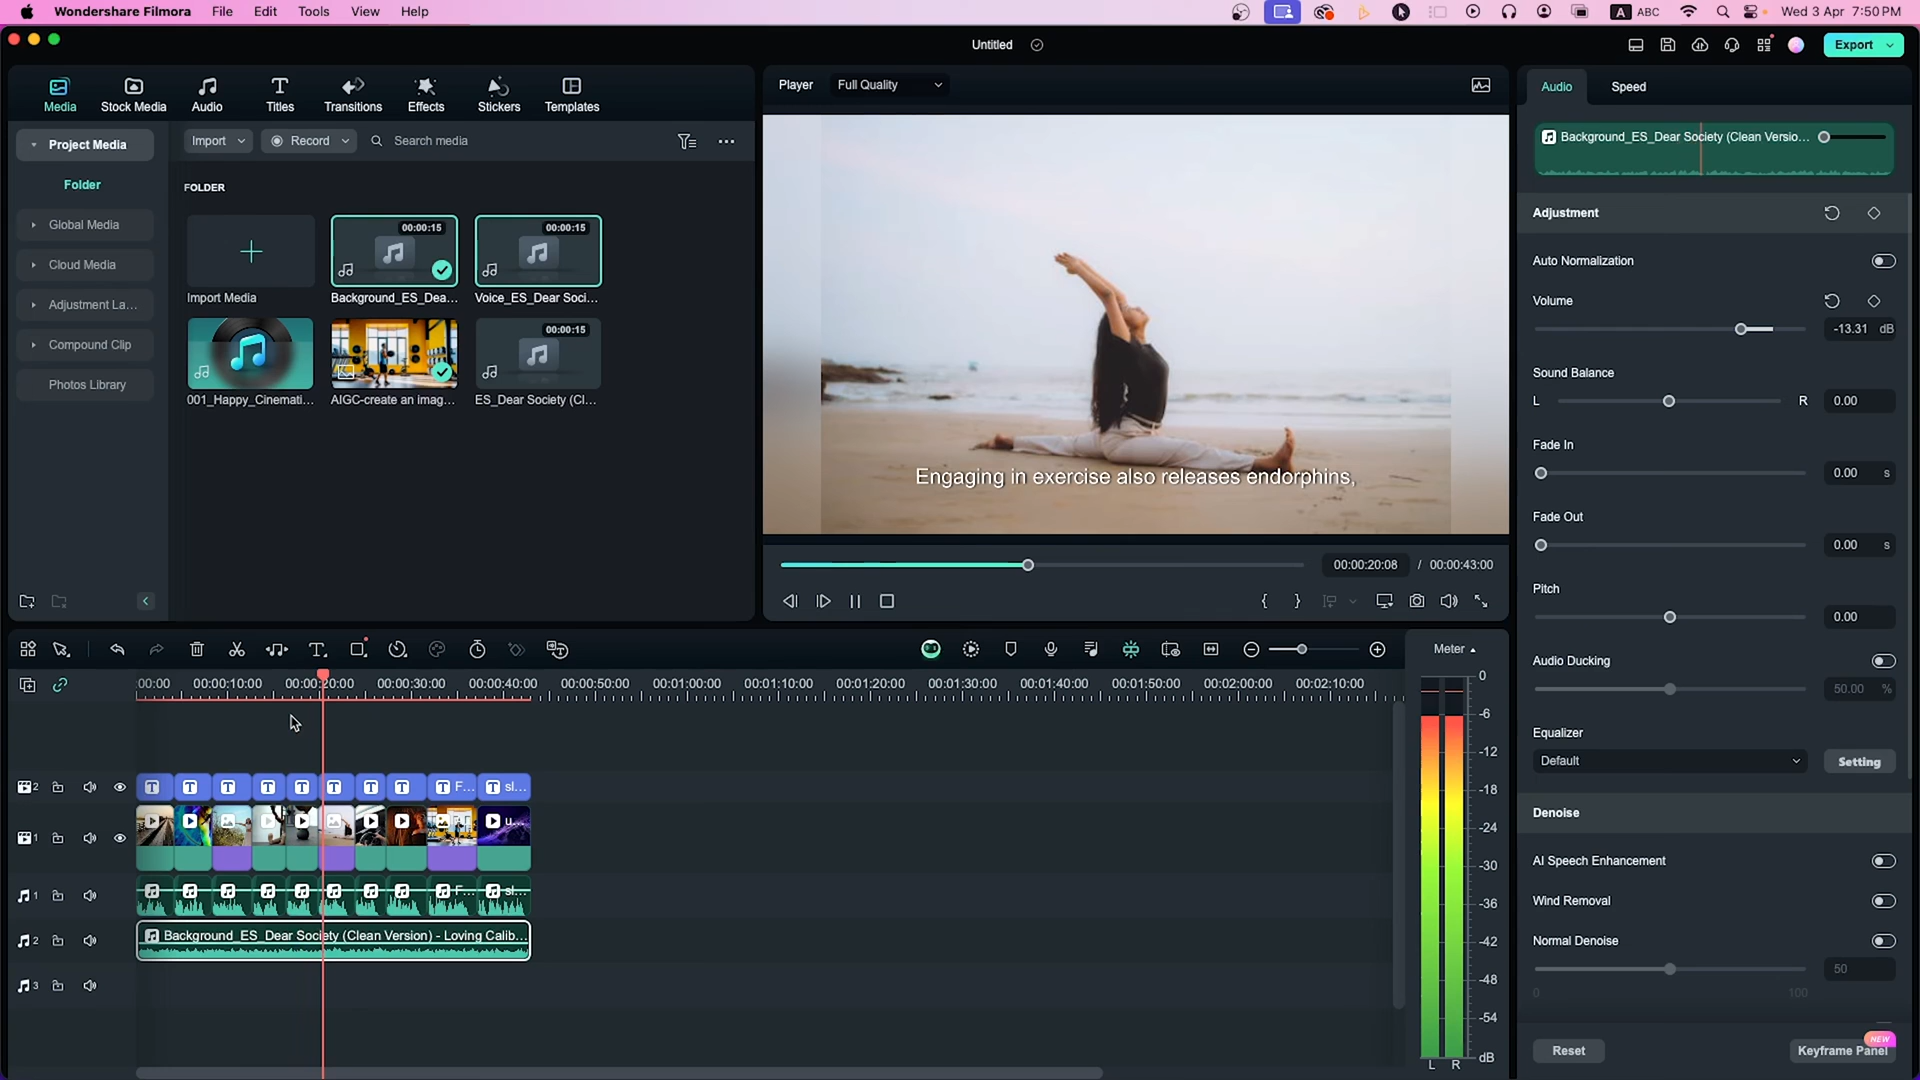 Wondershare Filmora File Edit Tools View Help
A ABC Wed 3 Apr 7:50 PM
Untitled
Export
Media Stock Media Audio Titles Transitions Effects Stickers Templates
Player Full Quality
Audio Speed
Project Media
Import Record Search media
Folder
FOLDER
Global Media
Cloud Media
Adjustment La...
Compound Clip
Photos Library
00:00:15
00:00:15
Import Media
Background_ES_Dea...
Voice_ES_Dear Soci...
00:00:15
001_Happy_Cinemati...
AIGC-create an imag...
ES_Dear Society (Cl...
Engaging in exercise also releases endorphins,
00:00:20:08 / 00:00:43:00
Background_ES_Dear Society (Clean Versio...
Adjustment
Auto Normalization
Volume
-13.31 dB
Sound Balance
L R 0.00
Fade In
0.00 s
Fade Out
0.00 s
Pitch
0.00
Audio Ducking
50.00 %
Equalizer
Default Setting
Denoise
AI Speech Enhancement
Wind Removal
Normal Denoise
50
0 100
Reset
NEW
Keyframe Panel
Meter
:00:00 00:00:10:00 00:00:20:00 00:00:30:00 00:00:40:00 00:00:50:00 00:01:00:00 00:01:10:00 00:01:20:00 00:01:30:00 00:01:40:00 00:01:50:00 00:02:00:00 00:02:10:00
2
T T T T T T T T T F... T sl...
1
u...
1
F... sl...
2
Background_ES_Dear Society (Clean Version) - Loving Calib...
3
0
-6
-12
-18
-24
-30
-36
-42
-48
-54
dB
L R